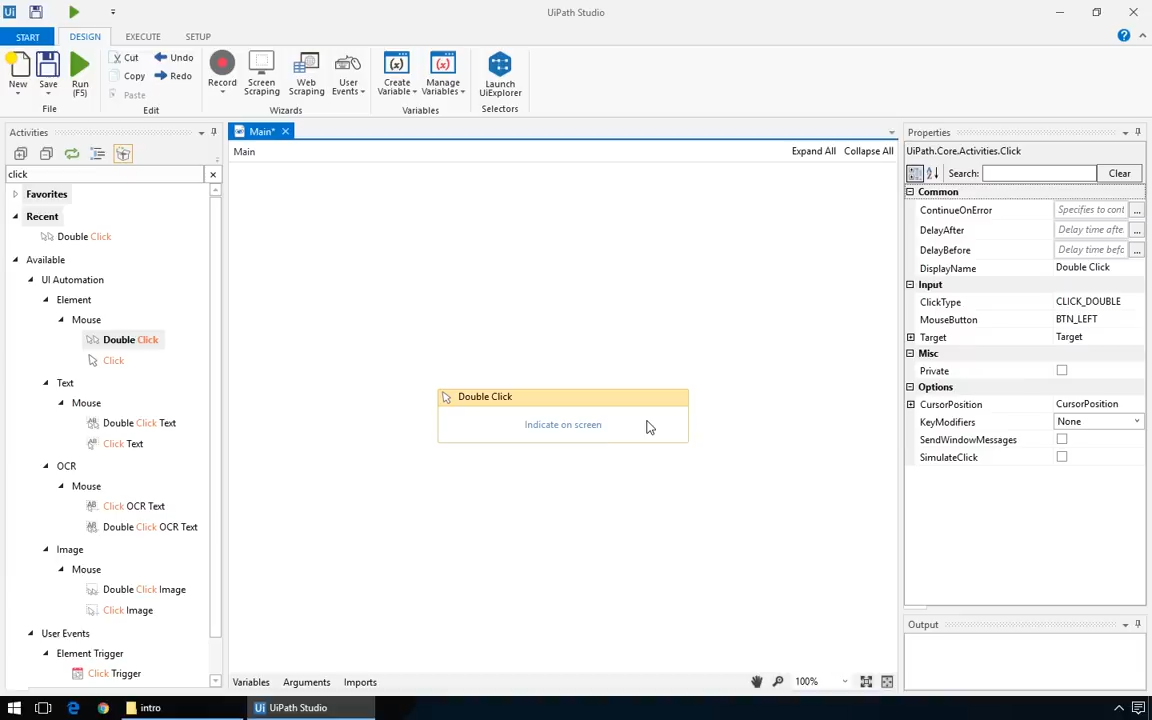 Ui
UiPath Studio
START
DESIGN
EXECUTE
SETUP
New
Save
Run
(F5)
File
Cut
Copy
Paste
Undo
Redo
Edit
Record
Screen
Scraping
Web
Scraping
User
Events
Wizards
Create
Variable
Manage
Variables
Variables
Launch
UiExplorer
Selectors
Activities
click
Favorites
Recent
Double Click
Available
UI Automation
Element
Mouse
Double Click
Click
Text
Mouse
Double Click Text
Click Text
OCR
Mouse
Click OCR Text
Double Click OCR Text
Image
Mouse
Double Click Image
Click Image
User Events
Element Trigger
Click Trigger
Main*
Main
Expand All
Collapse All
Double Click
Indicate on screen
Variables
Arguments
Imports
100%
Properties
UiPath.Core.Activities.Click
Search:
Clear
Common
ContinueOnError Specifies to cont ...
DelayAfter Delay time afte ...
DelayBefore Delay time befo ...
DisplayName Double Click
Input
ClickType CLICK_DOUBLE
MouseButton BTN_LEFT
Target Target
Misc
Private
Options
CursorPosition CursorPosition
KeyModifiers None
SendWindowMessages
SimulateClick
Output
intro
Ui UiPath Studio